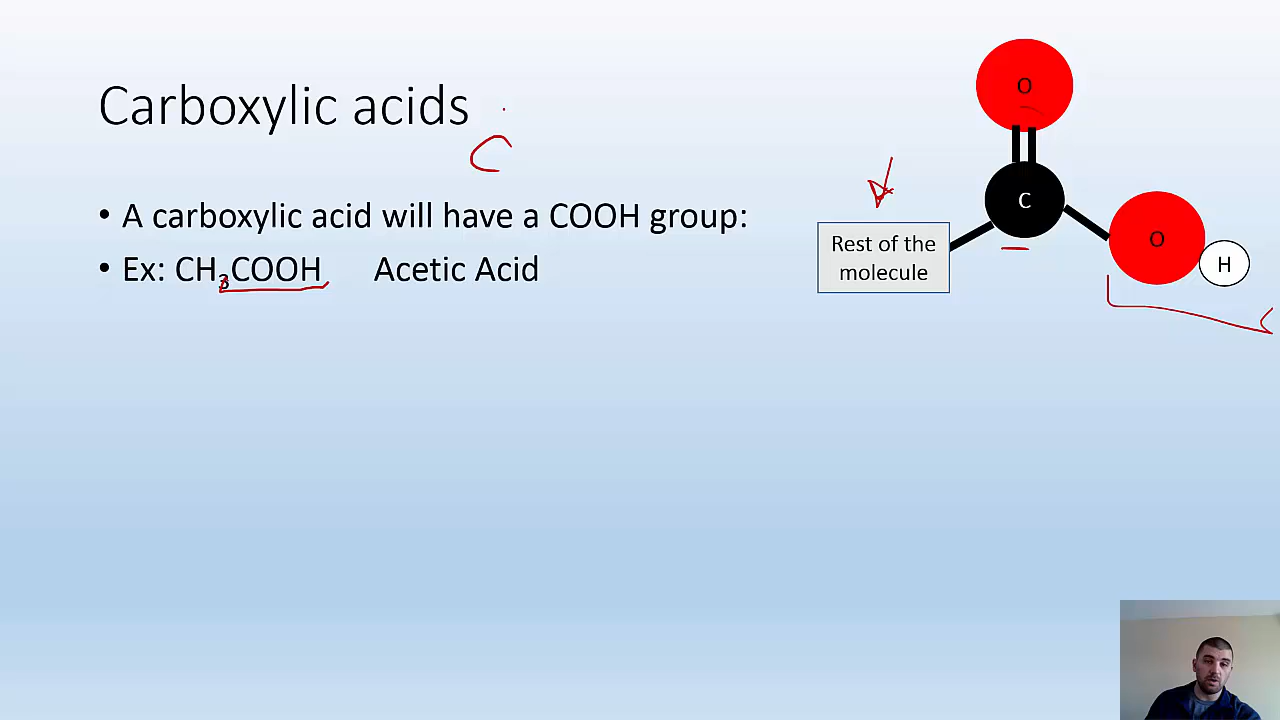 Carboxylic acids
C
• A carboxylic acid will have a COOH group:
• Ex: CH₃COOH Acetic Acid
O
C
O
H
Rest of the
molecule